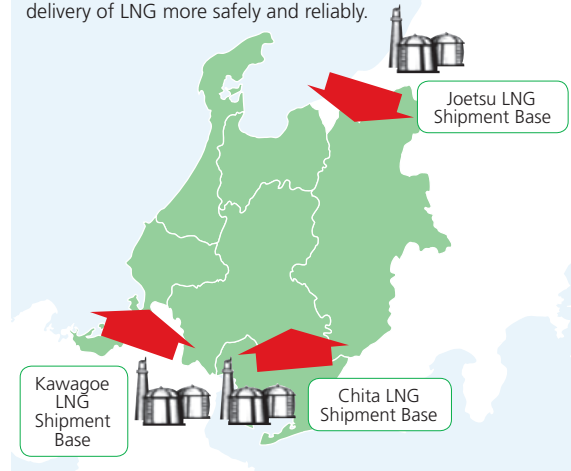 delivery of LNG more safely and reliably.
Joetsu LNG
Shipment Base
Kawagoe
LNG
Shipment
Base
Chita LNG
Shipment Base